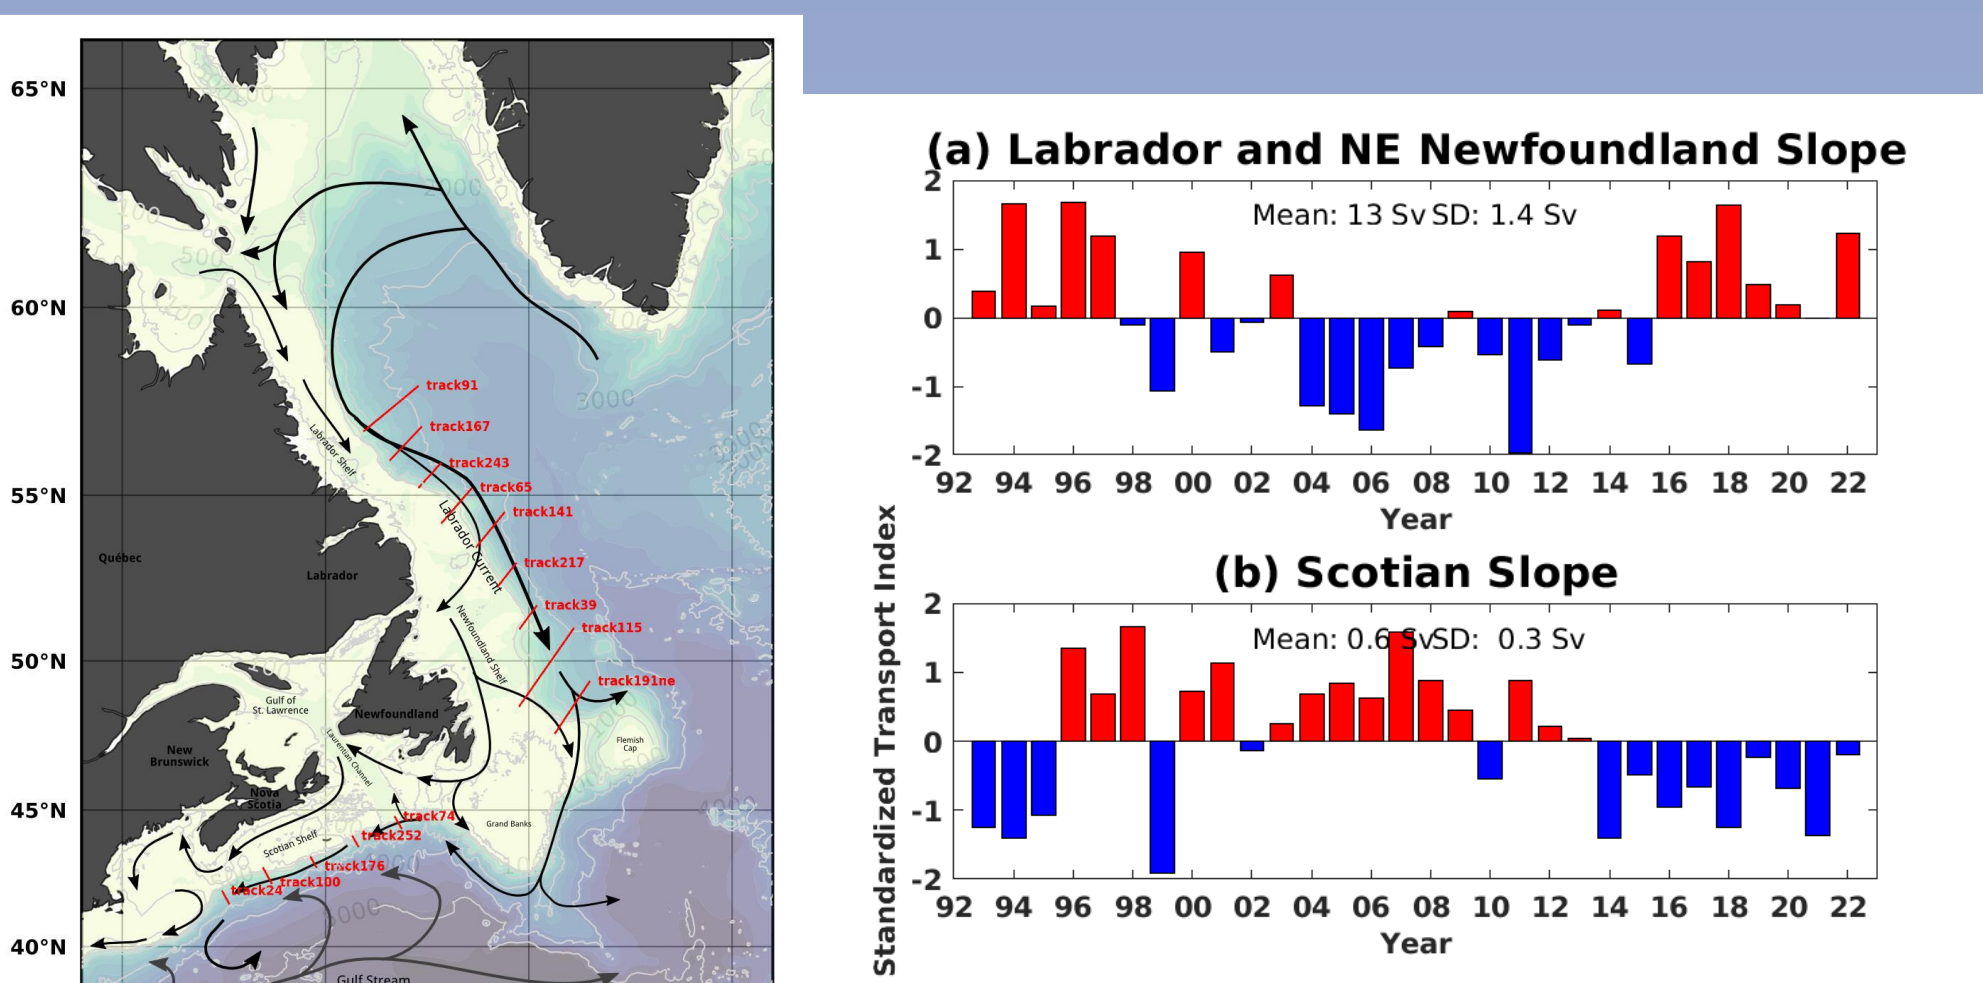 65°N
60°N
55°N
50°N
45°N
40°N
2000
500
3000
track91
track167
track243
track65
track141
track217
track39
track115
track191ne
track74
track252
track176
track100
track24
Labrador Shelf
Labrador Current
Newfoundland Shelf
Québec
Labrador
Gulf of
St. Lawrence
Newfoundland
Laurentian Channel
New
Brunswick
Nova
Scotia
Scotian Shelf
Grand Banks
Flemish
Cap
Gulf Stream
(a) Labrador and NE Newfoundland Slope
Mean: 13 Sv SD: 1.4 Sv
2
1
0
-1
-2
92 94 96 98 00 02 04 06 08 10 12 14 16 18 20 22
Year
Standardized Transport Index
(b) Scotian Slope
Mean: 0.6 Sv SD: 0.3 Sv
2
1
0
-1
-2
92 94 96 98 00 02 04 06 08 10 12 14 16 18 20 22
Year